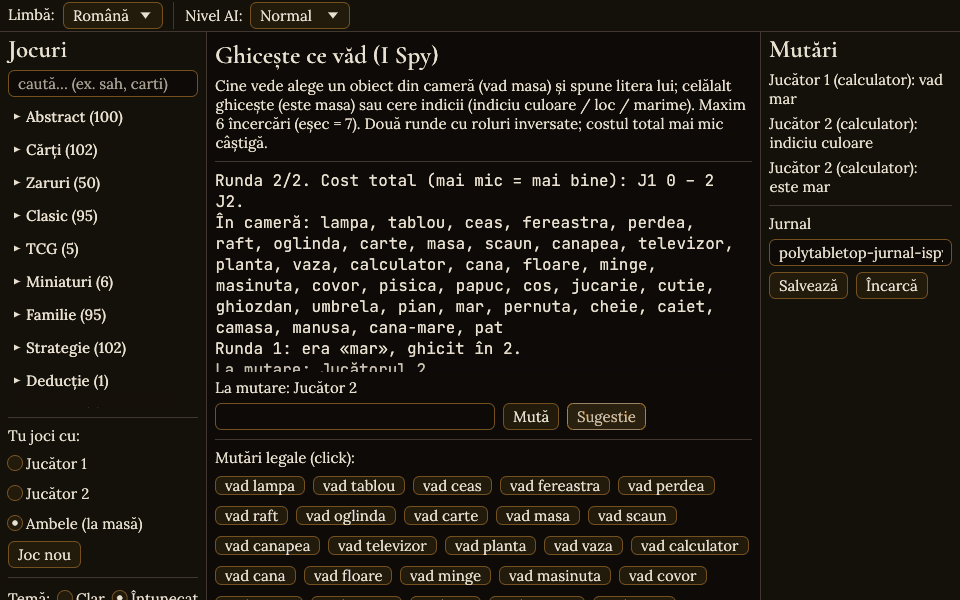 Limbă: Română ▼ Nivel AI: Normal ▼
Jocuri
caută... (ex. sah, carti)
▸ Abstract (100)
▸ Cărți (102)
▸ Zaruri (50)
▸ Clasic (95)
▸ TCG (5)
▸ Miniaturi (6)
▸ Familie (95)
▸ Strategie (102)
▸ Deducție (1)
Tu joci cu:
Jucător 1
Jucător 2
Ambele (la masă)
Joc nou
Temă: Clar Întunecat
Ghicește ce văd (I Spy)
Cine vede alege un obiect din cameră (vad masa) și spune litera lui; celălalt
ghicește (este masa) sau cere indicii (indiciu culoare / loc / marime). Maxim
6 încercări (eșec = 7). Două runde cu roluri inversate; costul total mai mic
câștigă.
Runda 2/2. Cost total (mai mic = mai bine): J1 0 – 2
J2.
În cameră: lampa, tablou, ceas, fereastra, perdea,
raft, oglinda, carte, masa, scaun, canapea, televizor,
planta, vaza, calculator, cana, floare, minge,
masinuta, covor, pisica, papuc, cos, jucarie, cutie,
ghiozdan, umbrela, pian, mar, pernuta, cheie, caiet,
camasa, manusa, cana-mare, pat
Runda 1: era «mar», ghicit în 2.
La mutare: Jucătorul 2
La mutare: Jucător 2
Mută Sugestie
Mutări legale (click):
vad lampa vad tablou vad ceas vad fereastra vad perdea
vad raft vad oglinda vad carte vad masa vad scaun
vad canapea vad televizor vad planta vad vaza vad calculator
vad cana vad floare vad minge vad masinuta vad covor
Mutări
Jucător 1 (calculator): vad
mar
Jucător 2 (calculator):
indiciu culoare
Jucător 2 (calculator):
este mar
Jurnal
polytabletop-jurnal-isp
Salvează Încarcă